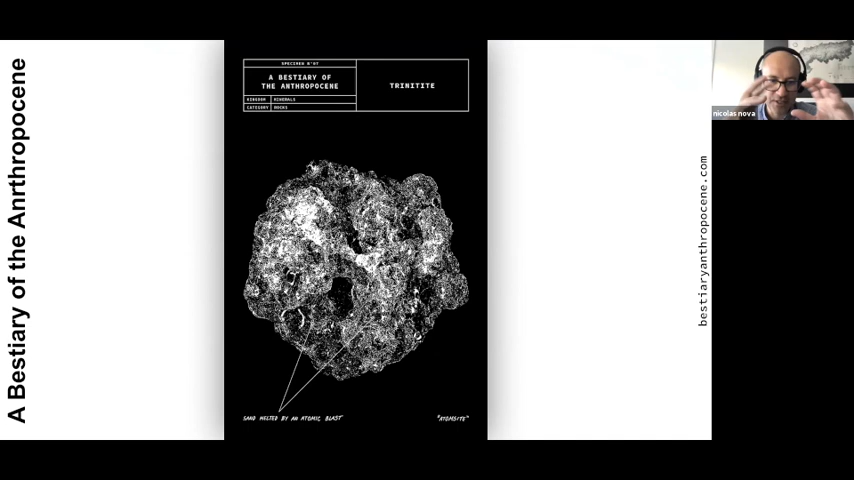 A Bestiary of the Anrthropocene
SPECIMEN N°07
A BESTIARY OF
THE ANTHROPOCENE
KINGDOM MINERALS
CATEGORY ROCKS
TRINITITE
SAND MELTED BY AN ATOMIC BLAST
"ATOMSITE"
bestiaryanthropocene.com
nicolas nova